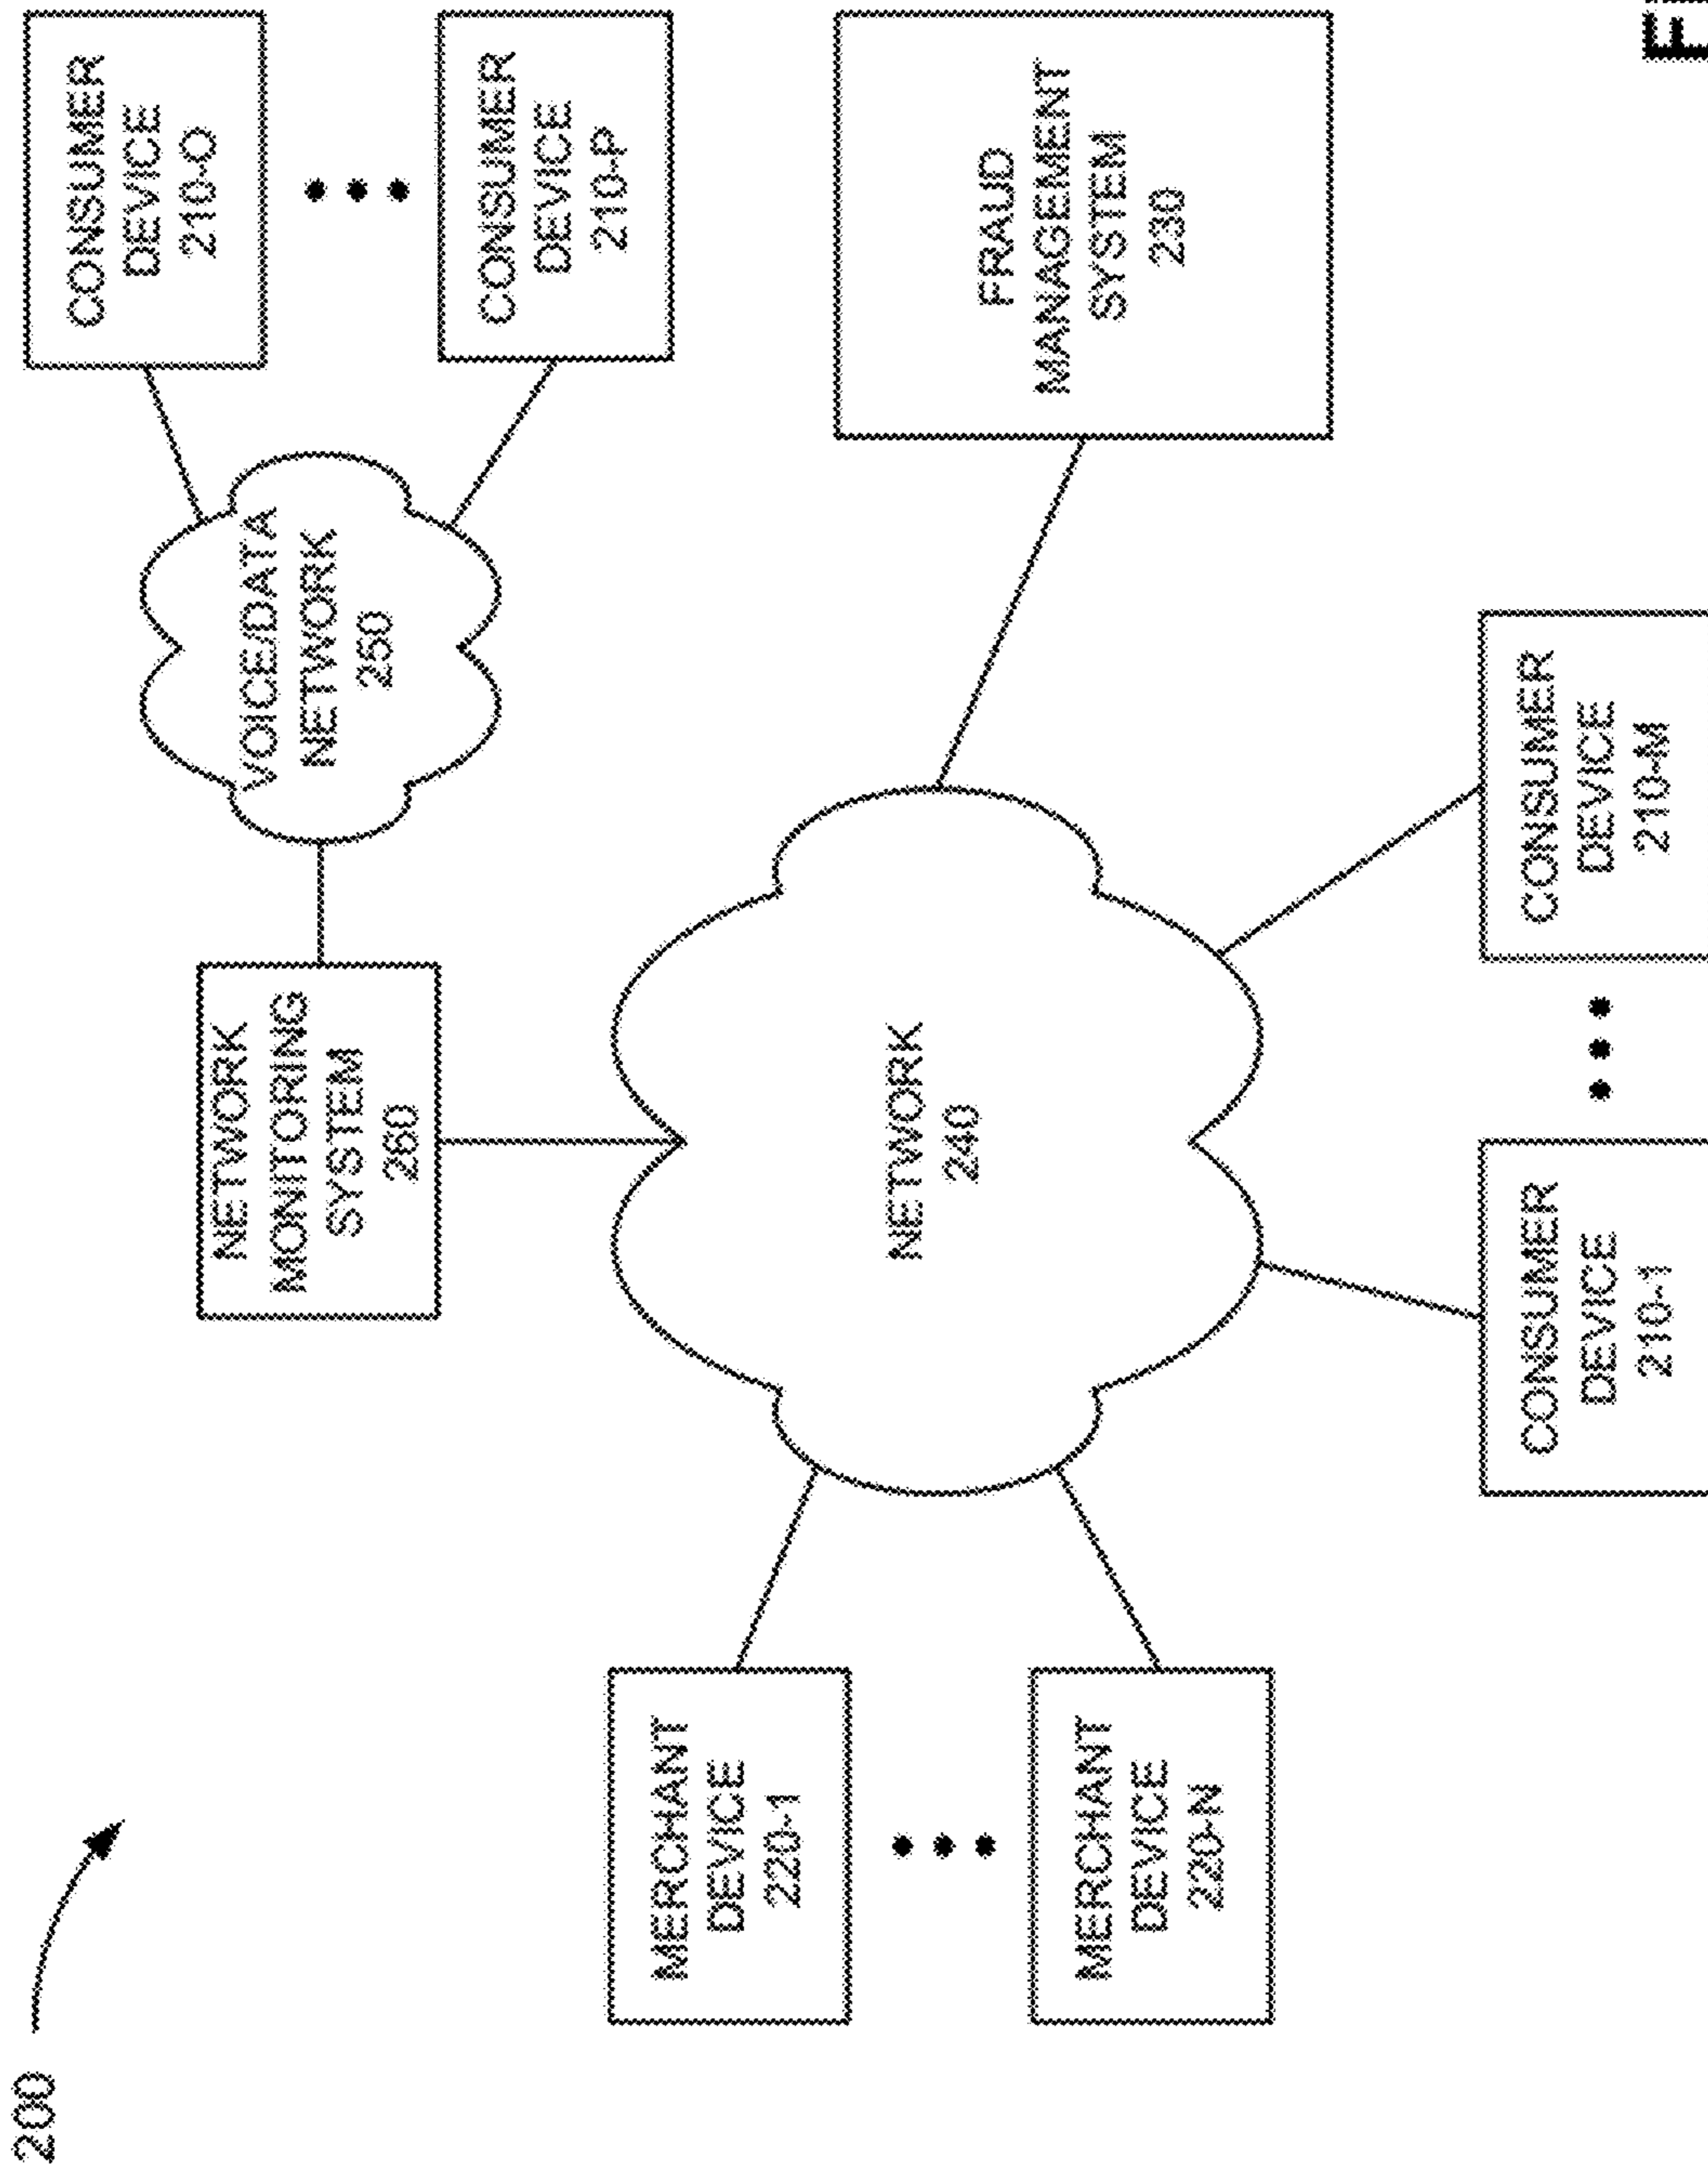 200
CONSUMER
DEVICE
210-O
CONSUMER
DEVICE
210-P
VOICE/DATA
NETWORK
250
NETWORK
MONITORING
SYSTEM
260
FRAUD
MANAGEMENT
SYSTEM
230
NETWORK
240
MERCHANT
DEVICE
220-1
MERCHANT
DEVICE
220-N
CONSUMER
DEVICE
210-1
CONSUMER
DEVICE
210-M